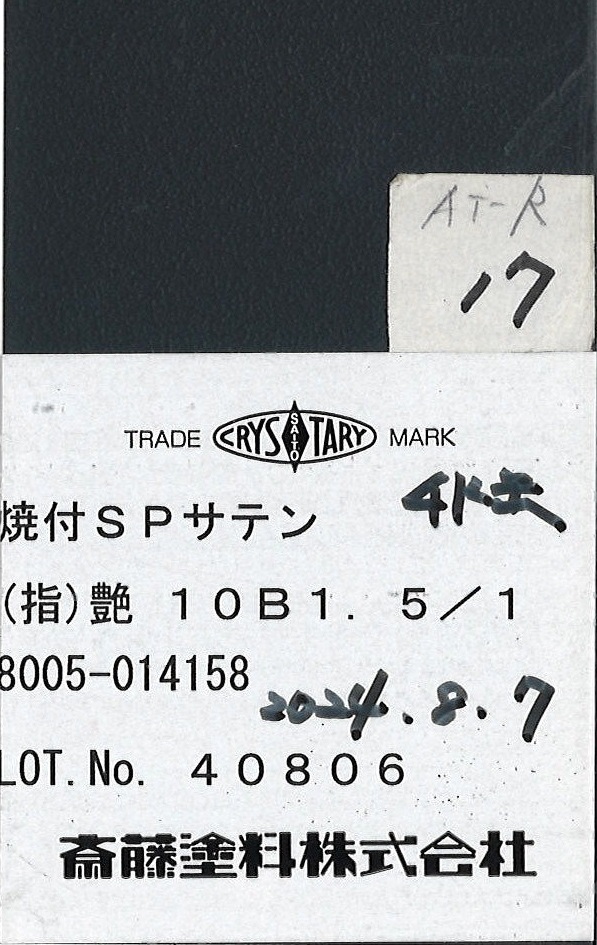 AT-R
17
TRADE CRYS SAITO TARY MARK
焼付ＳＰサテン
(指)艶 １０Ｂ１．５／１
8005-014158
2024.8.7
LOT.No. ４０８０６
斎藤塗料株式会社